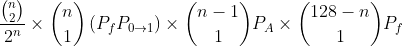 \frac{\binom{n}{2}}{2^n} \times \binom{n}{1} (P_f P_{0 \to 1}) \times \binom{n-1}{1} P_A \times \binom{128-n}{1} P_f